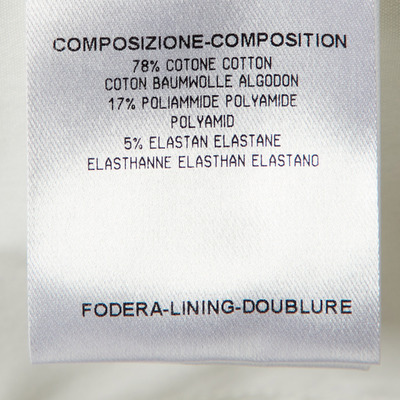 COMPOSIZIONE-COMPOSITION
78% COTONE COTTON
COTON BAUMWOLLE ALGODON
17% POLIAMMIDE POLYAMIDE
POLYAMID
5% ELASTAN ELASTANE
ELASTHANNE ELASTHAN ELASTANO
FODERA-LINING-DOUBLURE